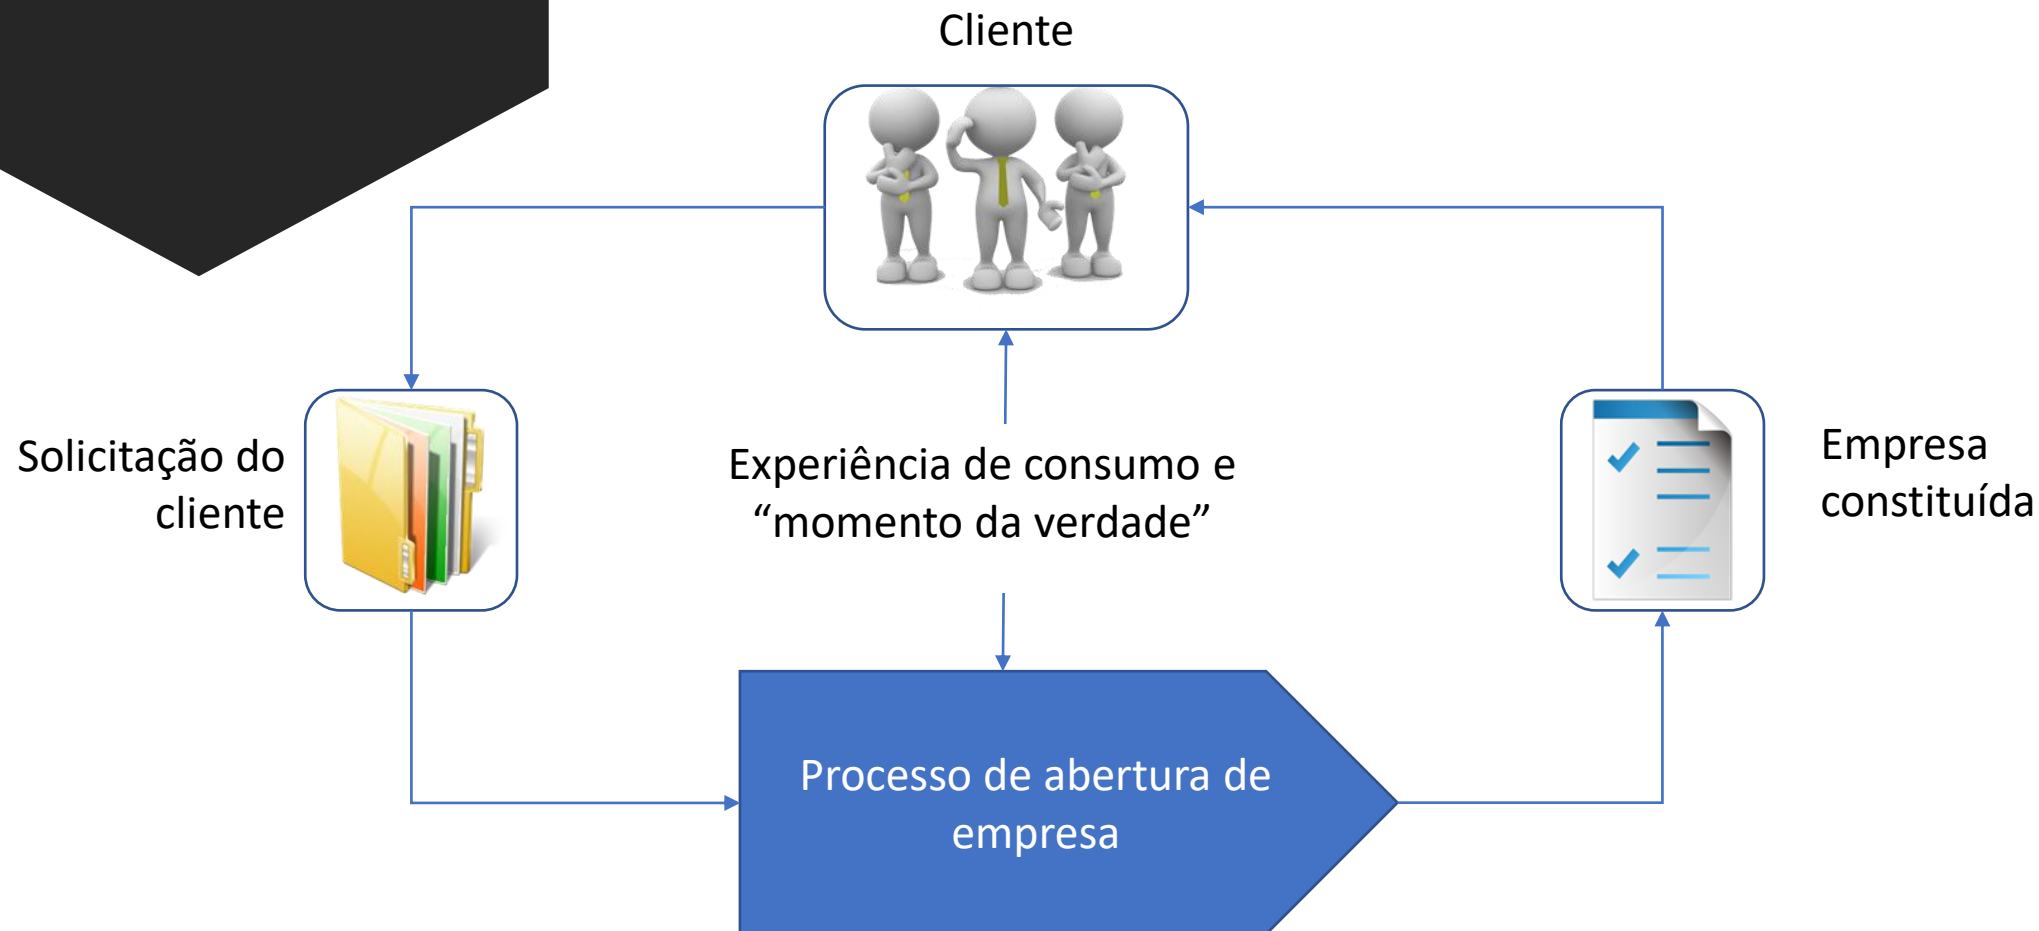 Cliente
Solicitação do
cliente
Experiência de consumo e
“momento da verdade”
Empresa
constituída
Processo de abertura de
empresa